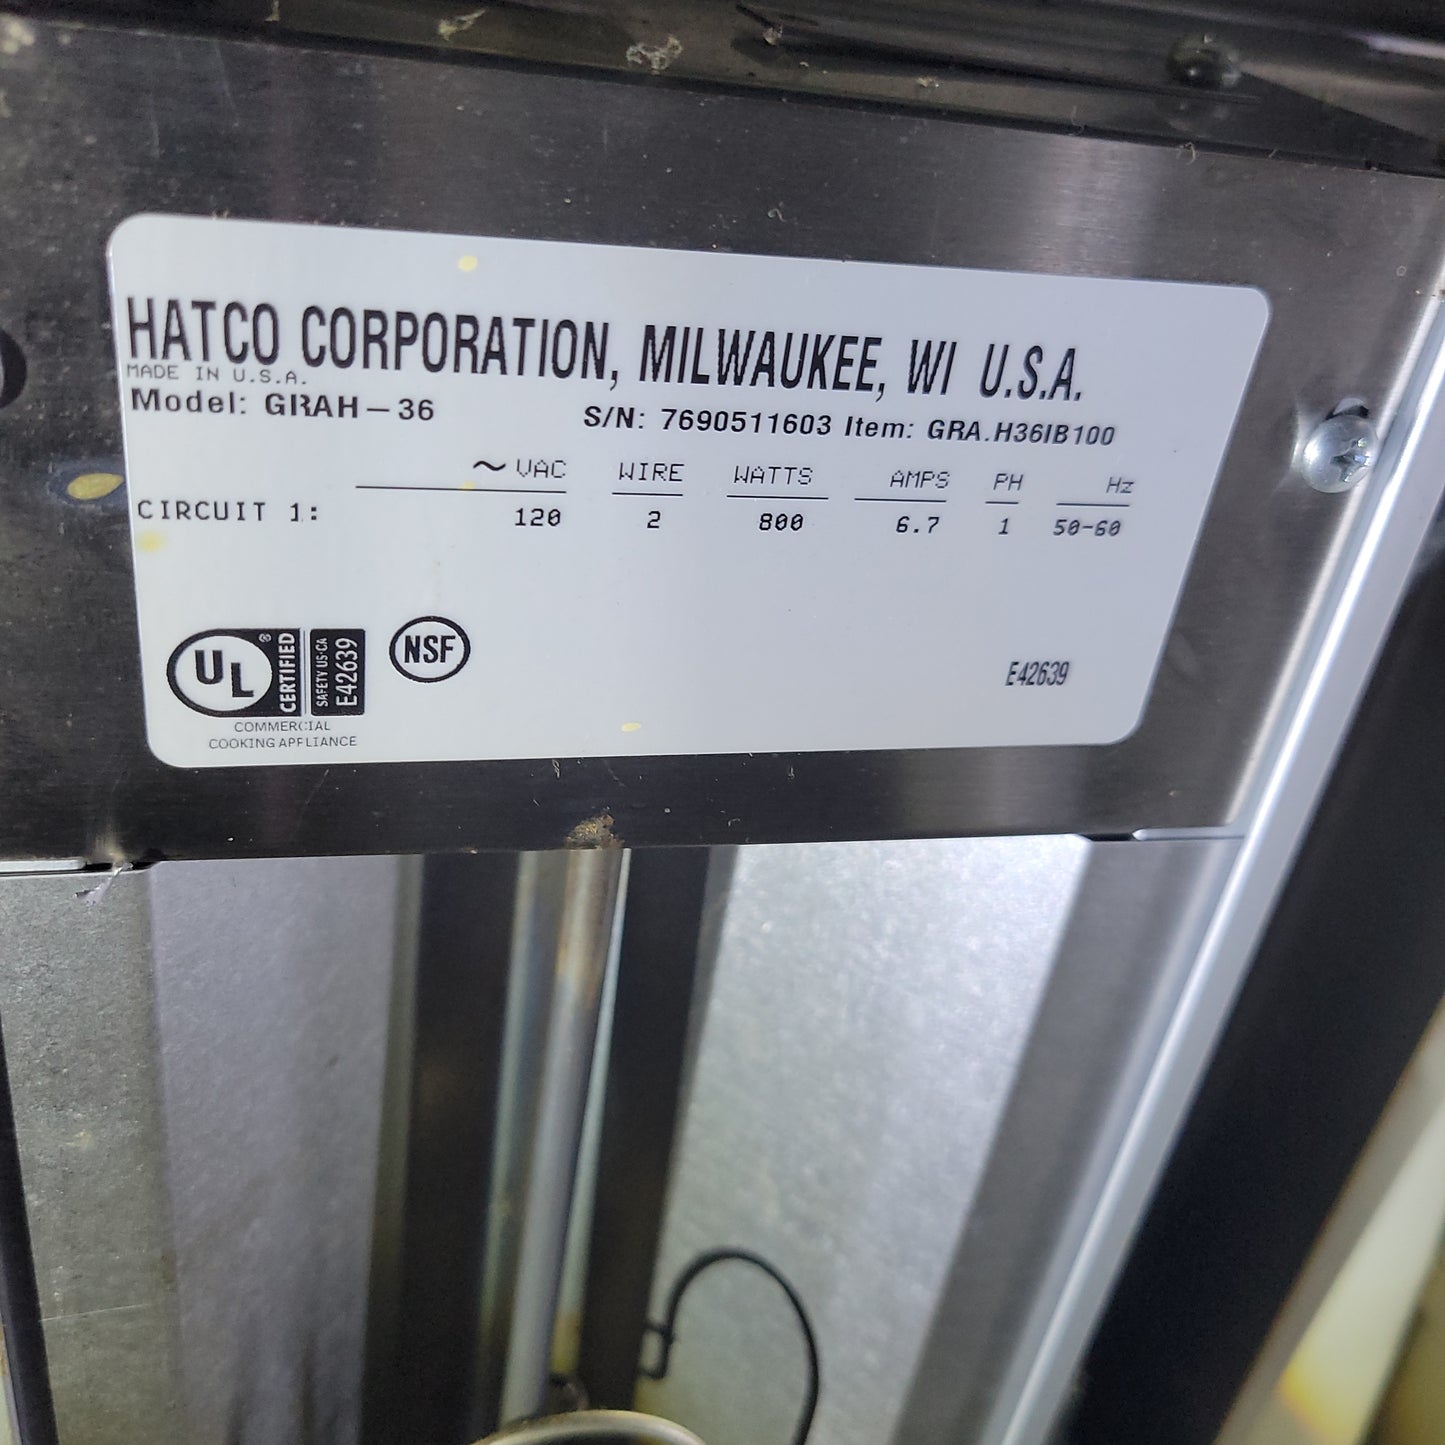 HATCO CORPORATION, MILWAUKEE, WI U.S.A.
MADE IN U.S.A.
Model: GRAH-36 S/N: 7690511603 Item: GRA.H36IB100
~VAC WIRE WATTS AMPS PH Hz
CIRCUIT 1: 120 2 800 6.7 1 50-60
UL ® CERTIFIED SAFETY US-CA E42639
NSF
E42639
COMMERCIAL
COOKING APPLIANCE